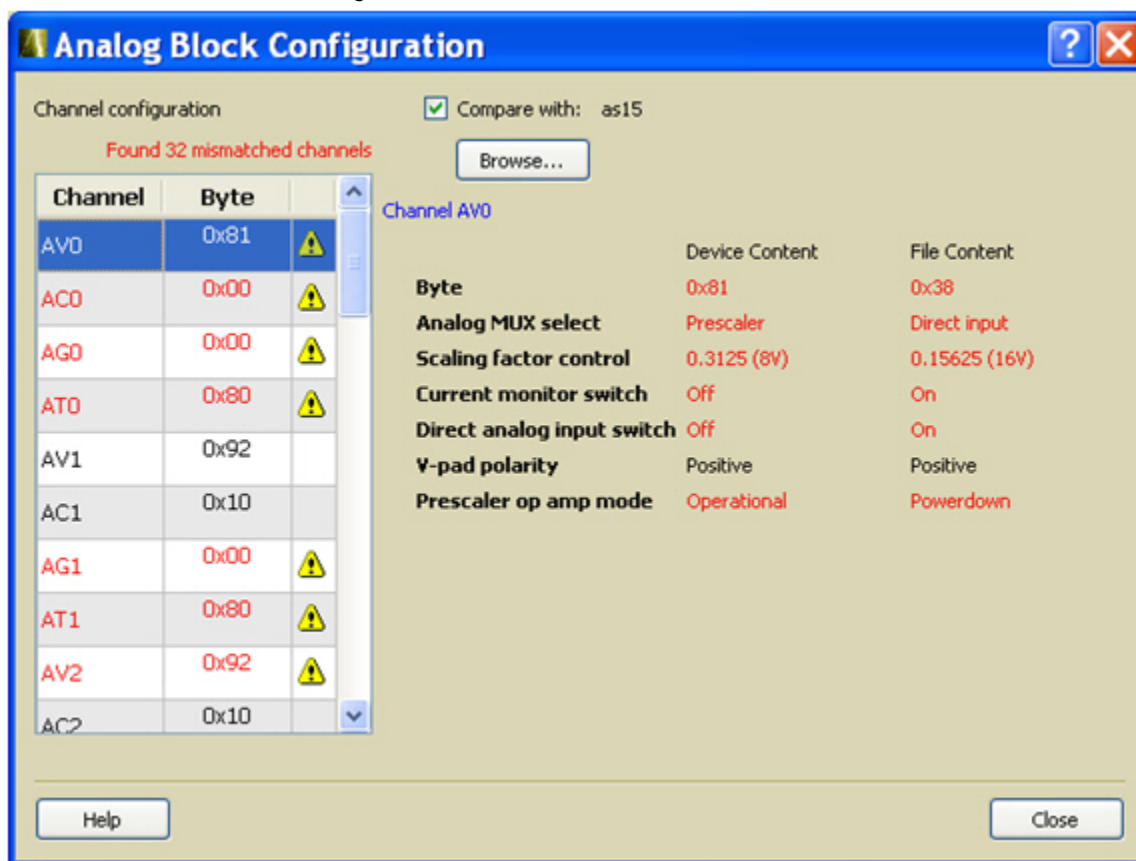 Analog Block Configuration
Channel configuration
Compare with: as15
Found 32 mismatched channels
Browse...
Channel Byte
AV0 0x81
AC0 0x00
AG0 0x00
AT0 0x80
AV1 0x92
AC1 0x10
AG1 0x00
AT1 0x80
AV2 0x92
AC2 0x10
Channel AV0
Device Content File Content
Byte 0x81 0x38
Analog MUX select Prescaler Direct input
Scaling factor control 0.3125 (8V) 0.15625 (16V)
Current monitor switch Off On
Direct analog input switch Off On
V-pad polarity Positive Positive
Prescaler op amp mode Operational Powerdown
Help
Close